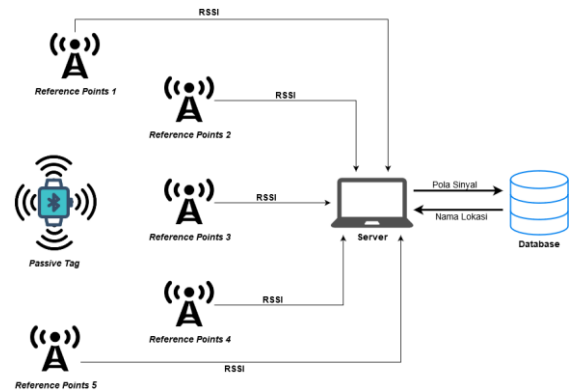 RSSI
Reference Points 1
RSSI
Reference Points 2
RSSI
Reference Points 3
Passive Tag
Pola Sinyal
Nama Lokasi
Server
Database
RSSI
Reference Points 4
RSSI
Reference Points 5